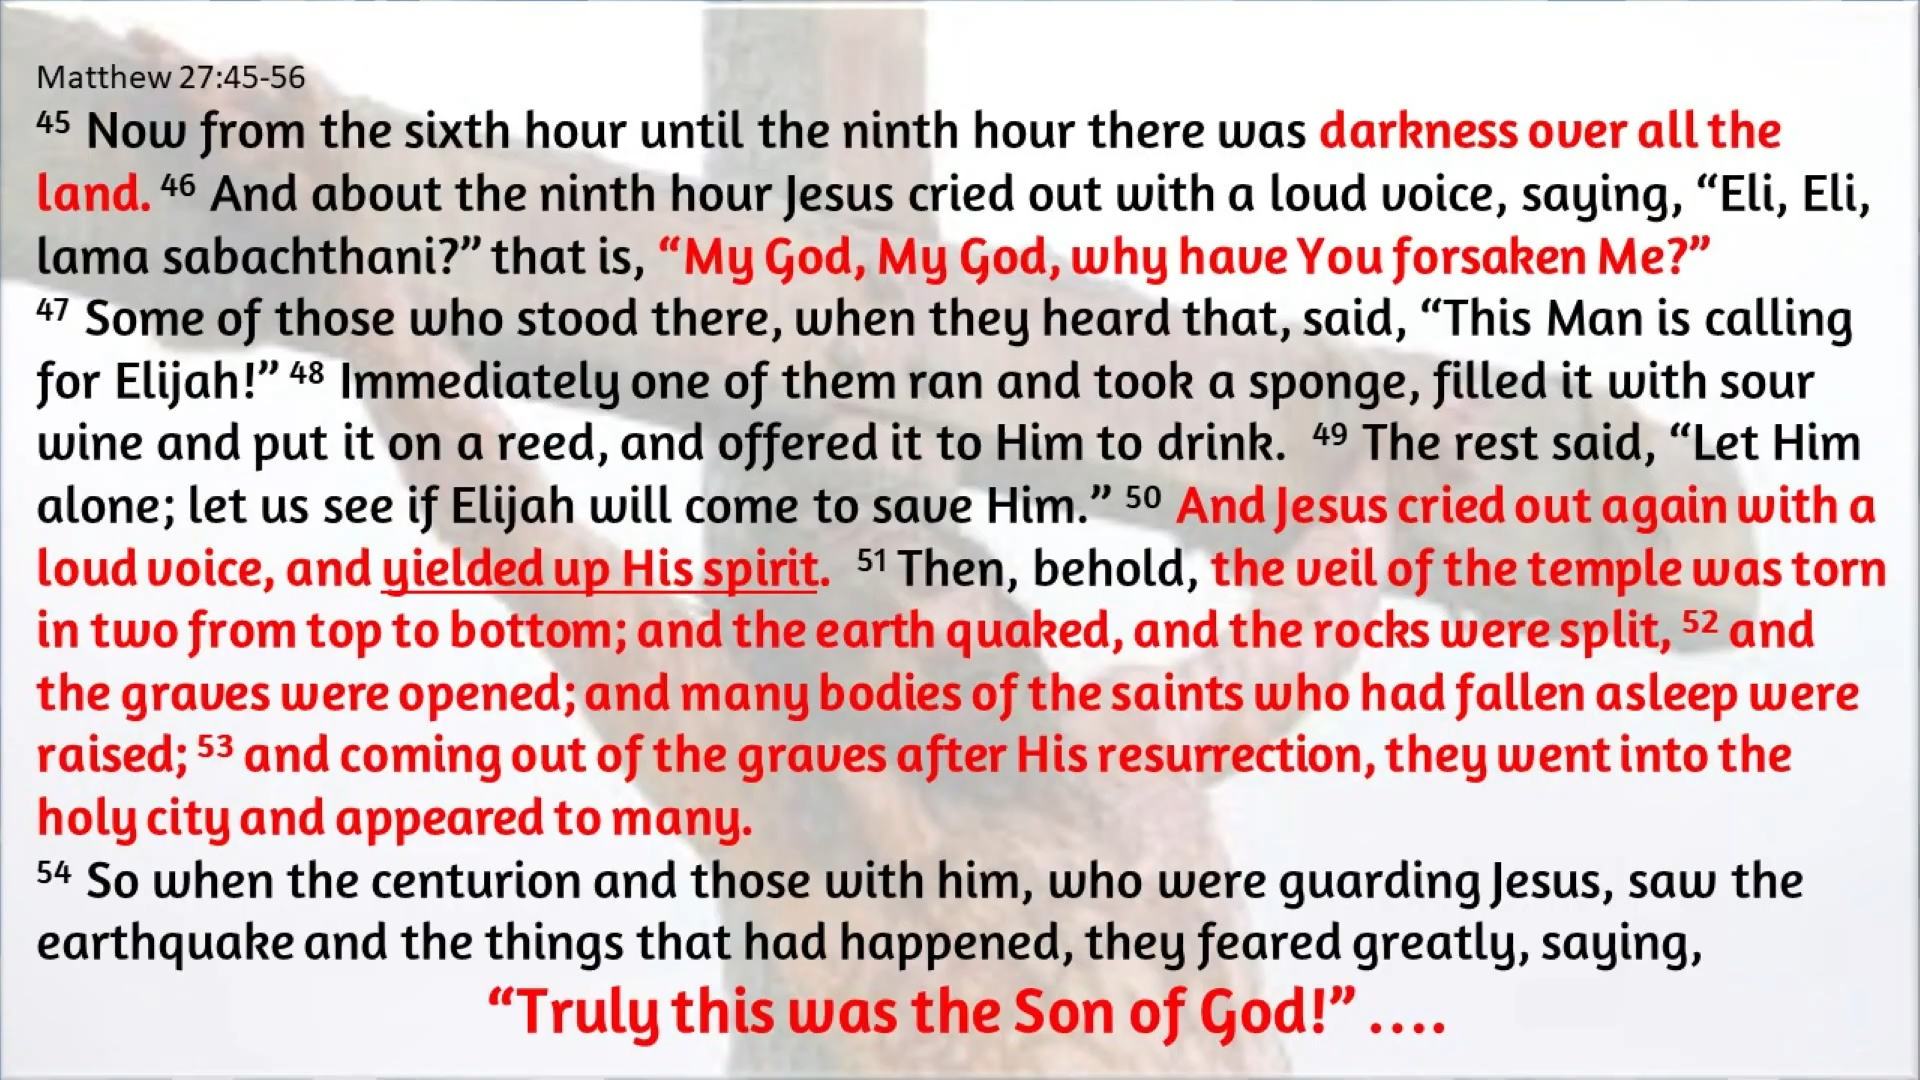 Matthew 27:45-56
45 Now from the sixth hour until the ninth hour there was darkness over all the
land. 46 And about the ninth hour Jesus cried out with a loud voice, saying, “Eli, Eli,
lama sabachthani?” that is, “My God, My God, why have You forsaken Me?”
47 Some of those who stood there, when they heard that, said, “This Man is calling
for Elijah!” 48 Immediately one of them ran and took a sponge, filled it with sour
wine and put it on a reed, and offered it to Him to drink. 49 The rest said, “Let Him
alone; let us see if Elijah will come to save Him.” 50 And Jesus cried out again with a
loud voice, and yielded up His spirit. 51 Then, behold, the veil of the temple was torn
in two from top to bottom; and the earth quaked, and the rocks were split, 52 and
the graves were opened; and many bodies of the saints who had fallen asleep were
raised; 53 and coming out of the graves after His resurrection, they went into the
holy city and appeared to many.
54 So when the centurion and those with him, who were guarding Jesus, saw the
earthquake and the things that had happened, they feared greatly, saying,
“Truly this was the Son of God!” ....